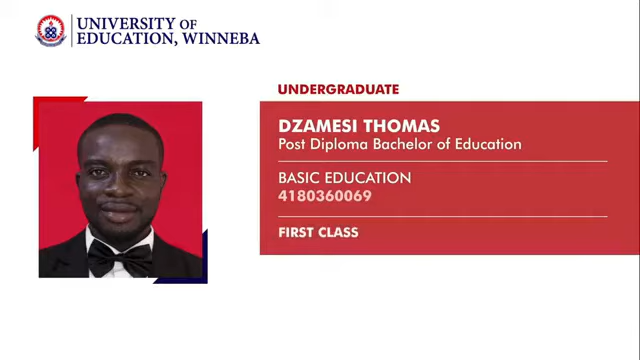 UNIVERSITY OF
EDUCATION, WINNEBA
UNDERGRADUATE
DZAMESI THOMAS
Post Diploma Bachelor of Education
BASIC EDUCATION
4180360069
FIRST CLASS